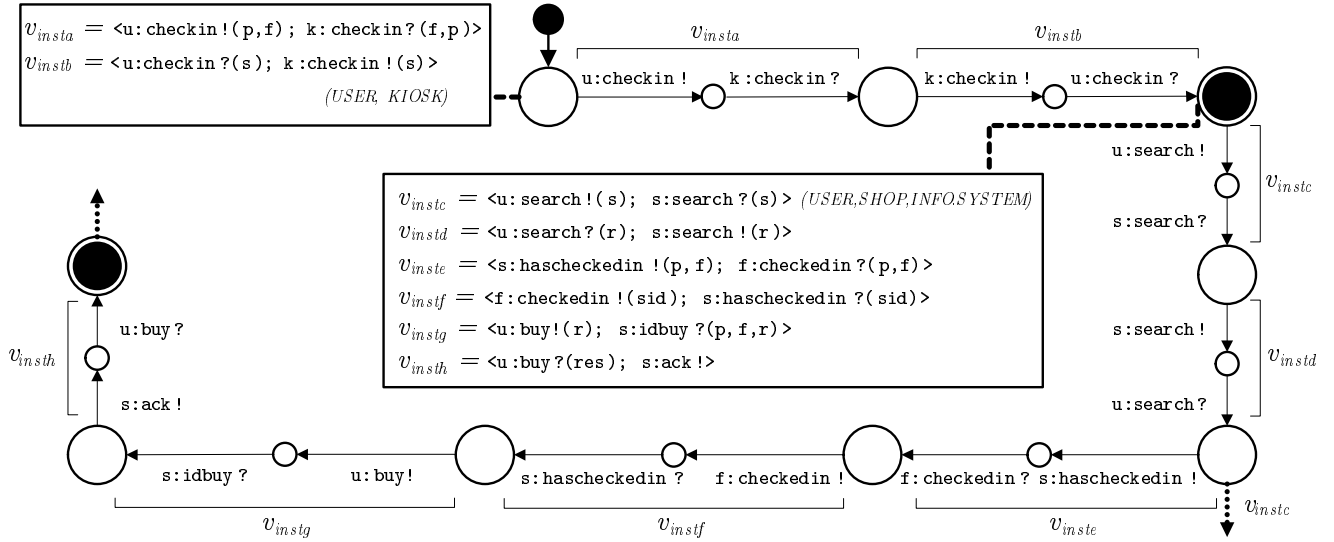 v_insta = <u:checkin!(p,f); k:checkin?(f,p)>
v_instb = <u:checkin?(s); k:checkin!(s)>
(USER, KIOSK)
v_insta
v_instb
u:checkin!
k:checkin?
k:checkin!
u:checkin?
u:search!
v_instc
s:search?
v_instc = <u:search!(s); s:search?(s)> (USER,SHOP,INFO.SYSTEM)
v_instd = <u:search?(r); s:search!(r)>
v_inste = <s:hascheckedin!(p,f); f:checkedin?(p,f)>
v_instf = <f:checkedin!(sid); s:hascheckedin?(sid)>
v_instg = <u:buy!(r); s:idbuy?(p,f,r)>
v_insth = <u:buy?(res); s:ack!>
s:search!
v_instd
u:search?
u:buy?
v_insth
s:ack!
s:idbuy?
u:buy!
s:hascheckedin?
f:checkedin!
f:checkedin?
s:hascheckedin!
v_instg
v_instf
v_inste
v_instc